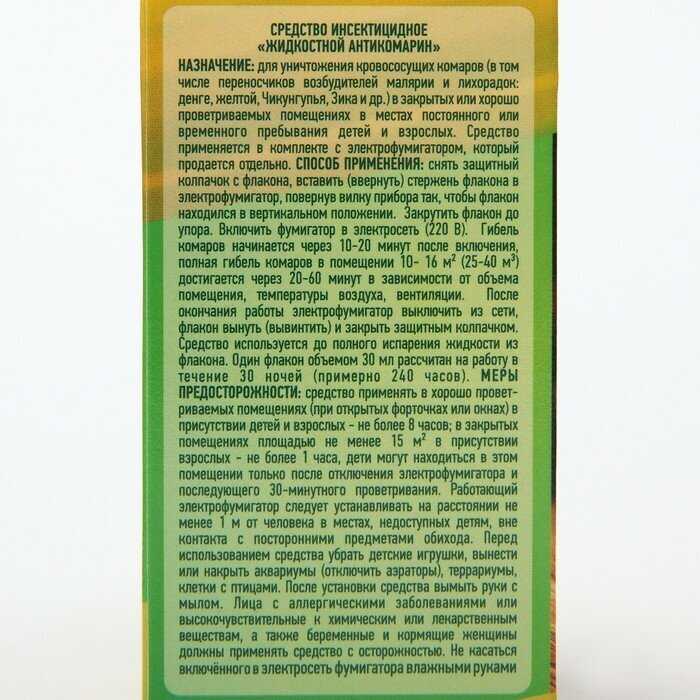 СРЕДСТВО ИНСЕКТИЦИДНОЕ
«ЖИДКОСТНОЙ АНТИКОМАРИН»
НАЗНАЧЕНИЕ: для уничтожения кровососущих комаров (в том
числе переносчиков возбудителей малярии и лихорадок:
денге, желтой, Чикунгупья, Зика и др.) в закрытых или хорошо
проветриваемых помещениях в местах постоянного или
временного пребывания детей и взрослых. Средство
применяется в комплекте с электрофумигатором, который
продается отдельно. СПОСОБ ПРИМЕНЕНИЯ: снять защитный
колпачок с флакона, вставить (ввернуть) стержень флакона в
электрофумигатор, повернув вилку прибора так, чтобы флакон
находился в вертикальном положении. Закрутить флакон до
упора. Включить фумигатор в электросеть (220 В). Гибель
комаров начинается через 10-20 минут после включения,
полная гибель комаров в помещении 10- 16 м² (25-40 м³)
достигается через 20-60 минут в зависимости от объема
помещения, температуры воздуха, вентиляции. После
окончания работы электрофумигатор выключить из сети,
флакон вынуть (вывинтить) и закрыть защитным колпачком.
Средство используется до полного испарения жидкости из
флакона. Один флакон объемом 30 мл рассчитан на работу в
течение 30 ночей (примерно 240 часов). МЕРЫ
ПРЕДОСТОРОЖНОСТИ: средство применять в хорошо провет-
риваемых помещениях (при открытых форточках или окнах) в
присутствии детей и взрослых - не более 8 часов; в закрытых
помещениях площадью не менее 15 м² в присутствии
взрослых - не более 1 часа, дети могут находиться в этом
помещении только после отключения электрофумигатора и
последующего 30-минутного проветривания. Работающий
электрофумигатор следует устанавливать на расстоянии не
менее 1 м от человека в местах, недоступных детям, вне
контакта с посторонними предметами обихода. Перед
использованием средства убрать детские игрушки, вынести
или накрыть аквариумы (отключить аэраторы), террариумы,
клетки с птицами. После установки средства вымыть руки с
мылом. Лица с аллергическими заболеваниями или
высокочувствительные к химическим или лекарственным
веществам, а также беременные и кормящие женщины
должны применять средство с осторожностью. Не касаться
включённого в электросеть фумигатора влажными руками